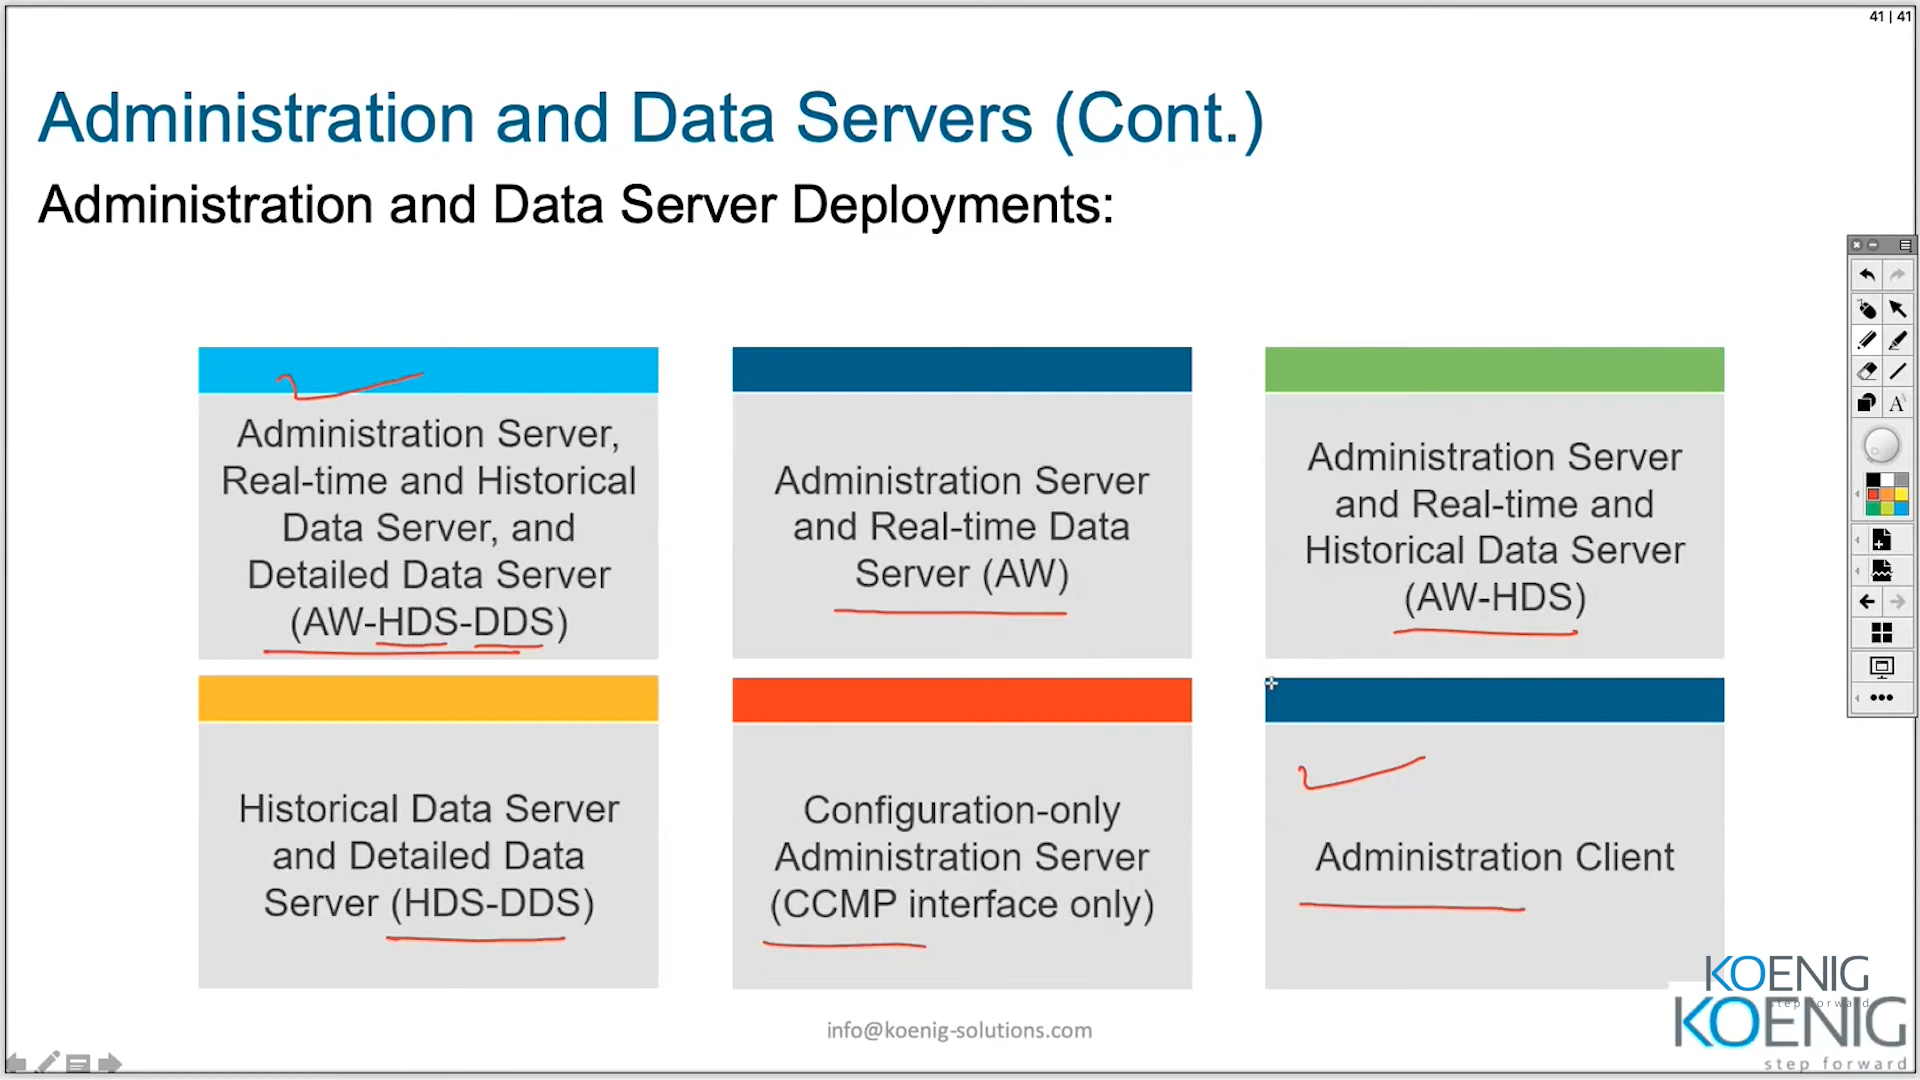 41 | 41
Administration and Data Servers (Cont.)
Administration and Data Server Deployments:
Administration Server,
Real-time and Historical
Data Server, and
Detailed Data Server
(AW-HDS-DDS)
Administration Server
and Real-time Data
Server (AW)
Administration Server
and Real-time and
Historical Data Server
(AW-HDS)
Historical Data Server
and Detailed Data
Server (HDS-DDS)
Configuration-only
Administration Server
(CCMP interface only)
Administration Client
KOENIG
step forward
KOENIG
step forward
info@koenig-solutions.com
A